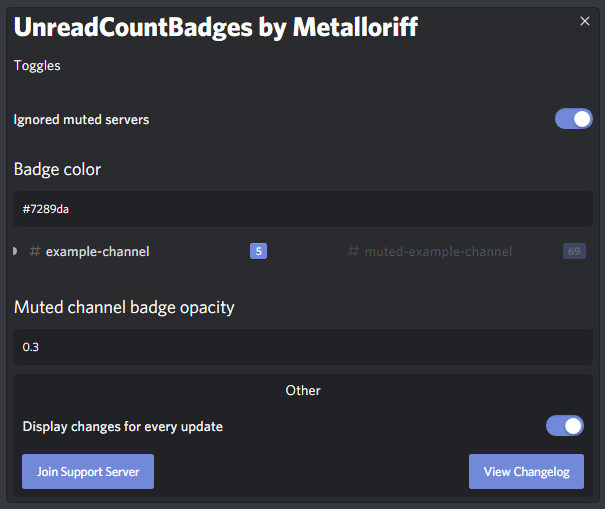 UnreadCountBadges by Metalloriff
Toggles
Ignored muted servers
Badge color
#7289da
# example-channel 5 # muted-example-channel 69
Muted channel badge opacity
0.3
Other
Display changes for every update
Join Support Server View Changelog